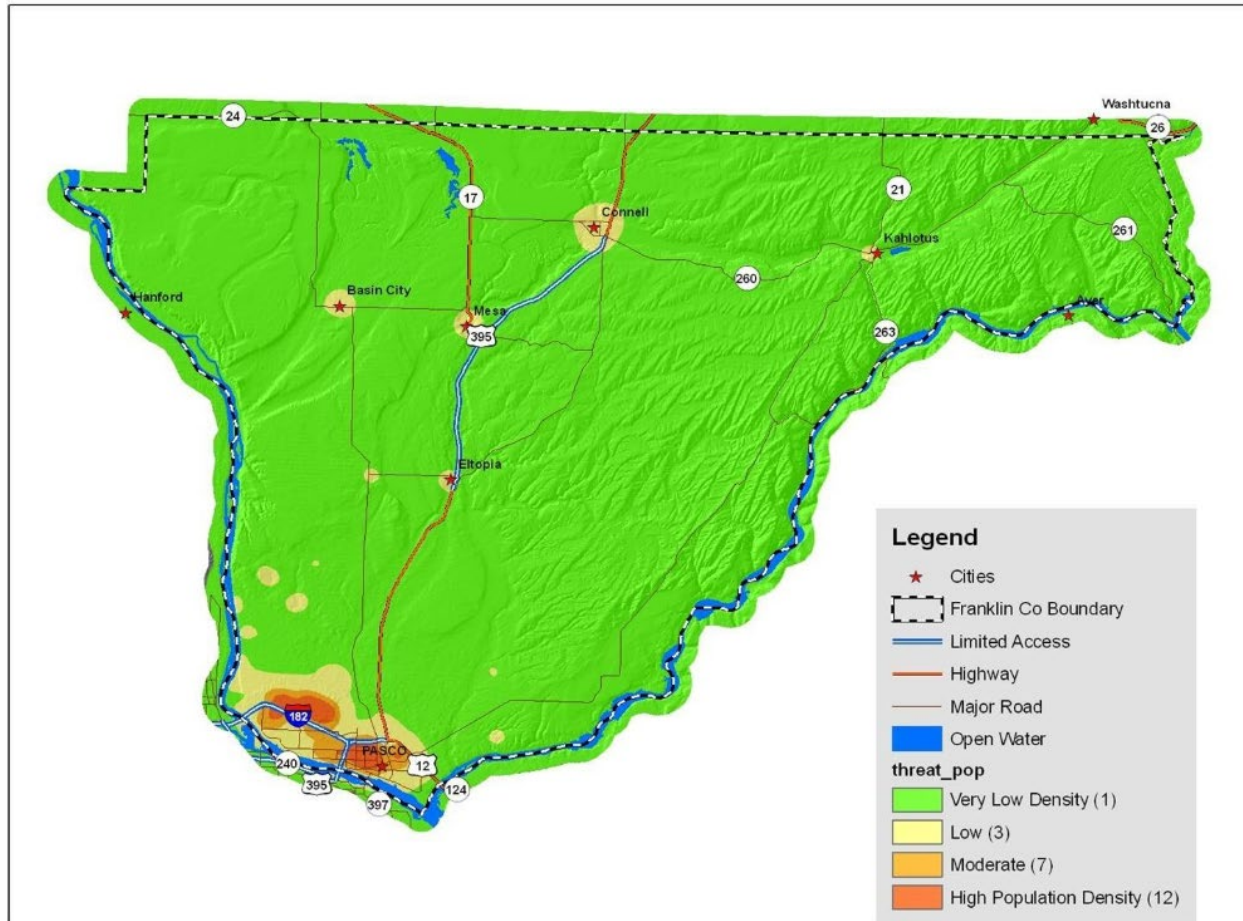 Washtucna
24
26
17
21
Connell
Kahlotus
261
260
Basin City
Hanford
Mesa
395
Ayer
263
Eltopia
182
PASCO
12
240
395
397
124
Legend
Cities
Franklin Co Boundary
Limited Access
Highway
Major Road
Open Water
threat_pop
Very Low Density (1)
Low (3)
Moderate (7)
High Population Density (12)